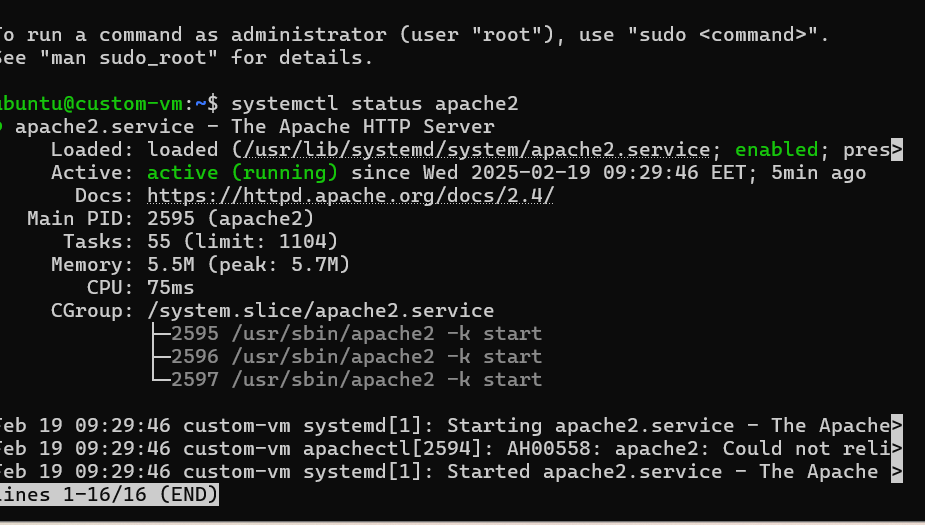 To run a command as administrator (user "root"), use "sudo <command>".
See "man sudo_root" for details.
ubuntu@custom-vm:~$ systemctl status apache2
● apache2.service - The Apache HTTP Server
Loaded: loaded (/usr/lib/systemd/system/apache2.service; enabled; pres>
Active: active (running) since Wed 2025-02-19 09:29:46 EET; 5min ago
Docs: https://httpd.apache.org/docs/2.4/
Main PID: 2595 (apache2)
Tasks: 55 (limit: 1104)
Memory: 5.5M (peak: 5.7M)
CPU: 75ms
CGroup: /system.slice/apache2.service
├─2595 /usr/sbin/apache2 -k start
├─2596 /usr/sbin/apache2 -k start
└─2597 /usr/sbin/apache2 -k start
Feb 19 09:29:46 custom-vm systemd[1]: Starting apache2.service - The Apache>
Feb 19 09:29:46 custom-vm apachectl[2594]: AH00558: apache2: Could not reli>
Feb 19 09:29:46 custom-vm systemd[1]: Started apache2.service - The Apache >
lines 1-16/16 (END)